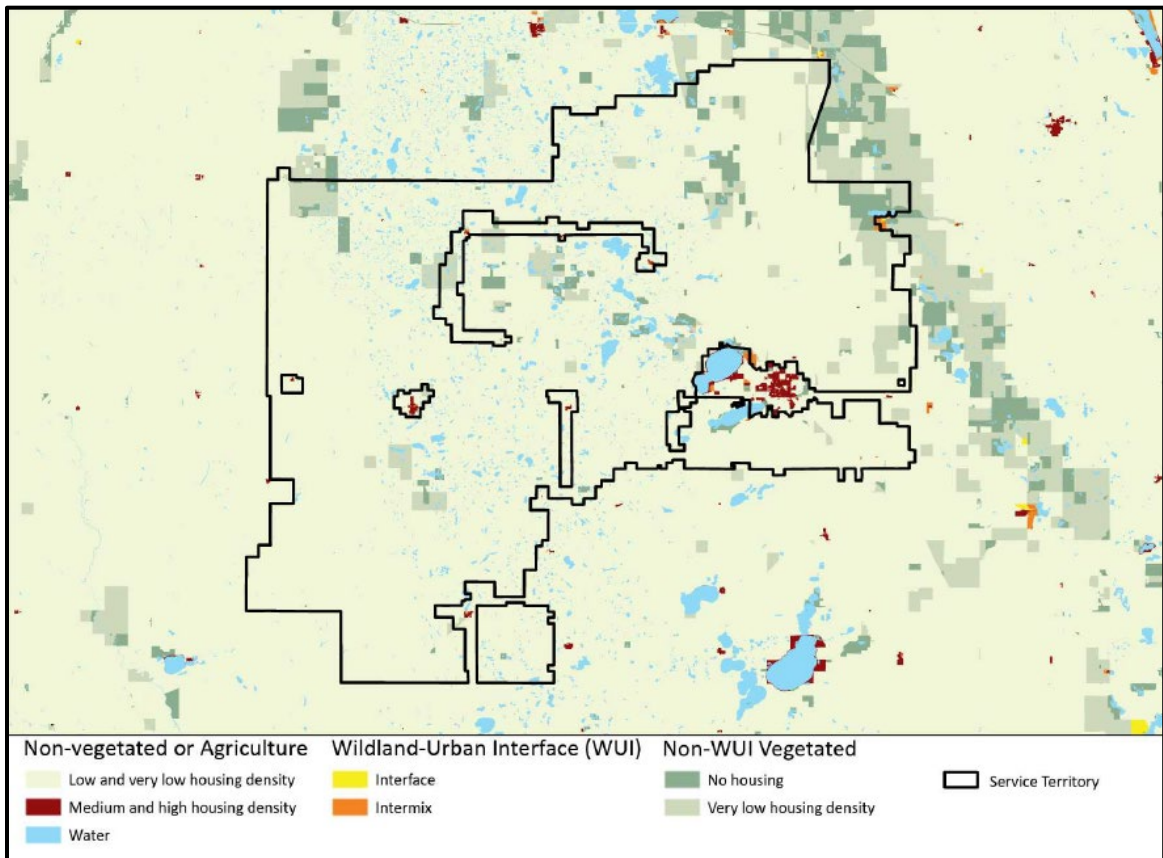 Non-vegetated or Agriculture
Low and very low housing density
Medium and high housing density
Water
Wildland-Urban Interface (WUI)
Interface
Intermix
Non-WUI Vegetated
No housing
Very low housing density
Service Territory